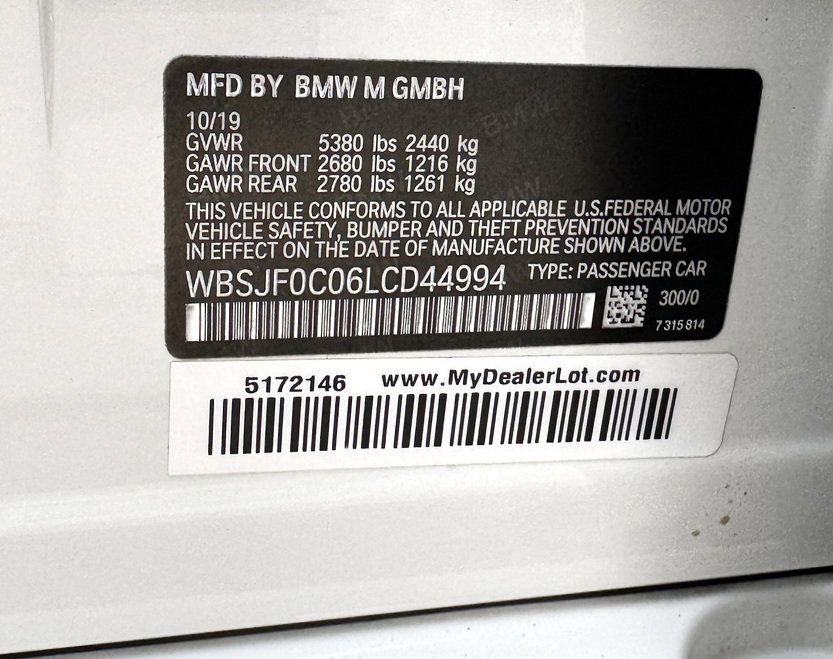 MFD BY BMW M GMBH
10/19
GVWR 5380 lbs 2440 kg
GAWR FRONT 2680 lbs 1216 kg
GAWR REAR 2780 lbs 1261 kg
THIS VEHICLE CONFORMS TO ALL APPLICABLE U.S.FEDERAL MOTOR
VEHICLE SAFETY, BUMPER AND THEFT PREVENTION STANDARDS
IN EFFECT ON THE DATE OF MANUFACTURE SHOWN ABOVE.
WBSJF0C06LCD44994 TYPE: PASSENGER CAR
300/0
7315814
5172146 www.MyDealerLot.com